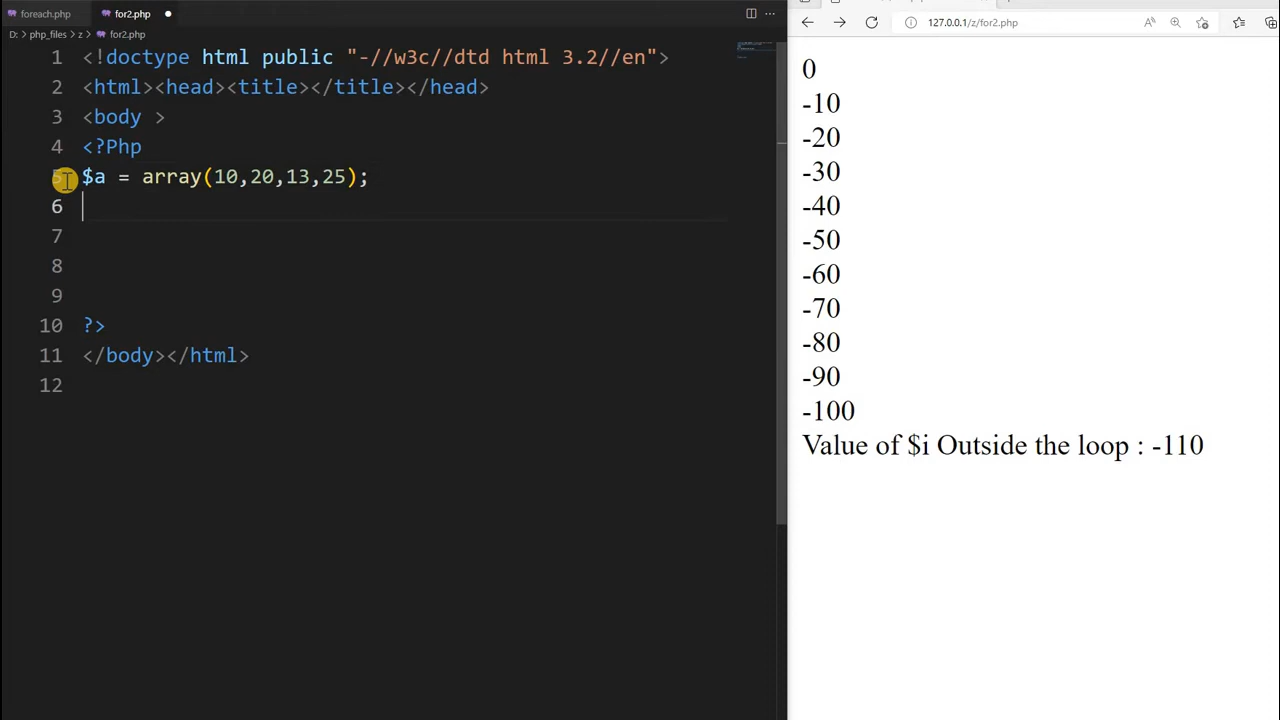 foreach.php
for2.php
D: > php_files > z > for2.php
1 <!doctype html public "-//w3c//dtd html 3.2//en">
2 <html><head><title></title></head>
3 <body >
4 <?Php
5 $a = array(10,20,13,25);
6
7
8
9
10 ?>
11 </body></html>
12
127.0.0.1/z/for2.php
0
-10
-20
-30
-40
-50
-60
-70
-80
-90
-100
Value of $i Outside the loop : -110